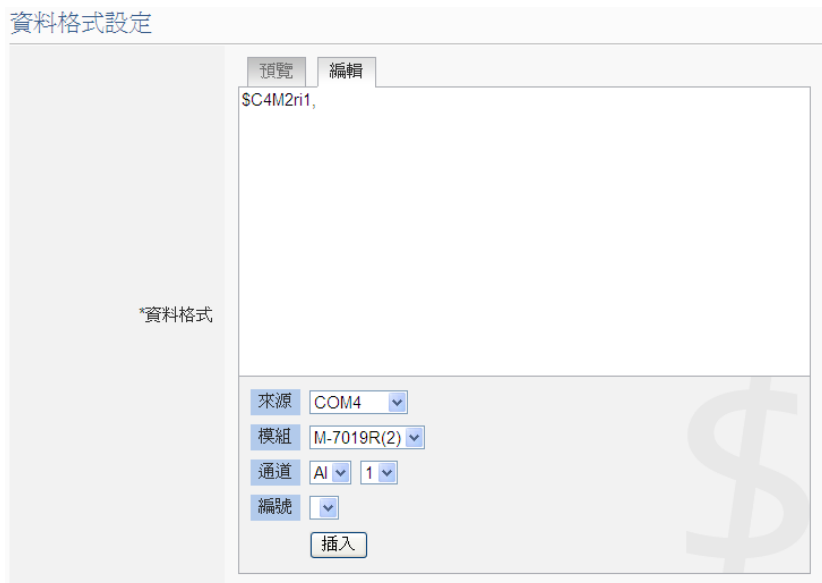 資料格式設定
預覽 編輯
$C4M2ri1,
*資料格式
來源 COM4
模組 M-7019R(2)
通道 AI 1
編號
插入
$